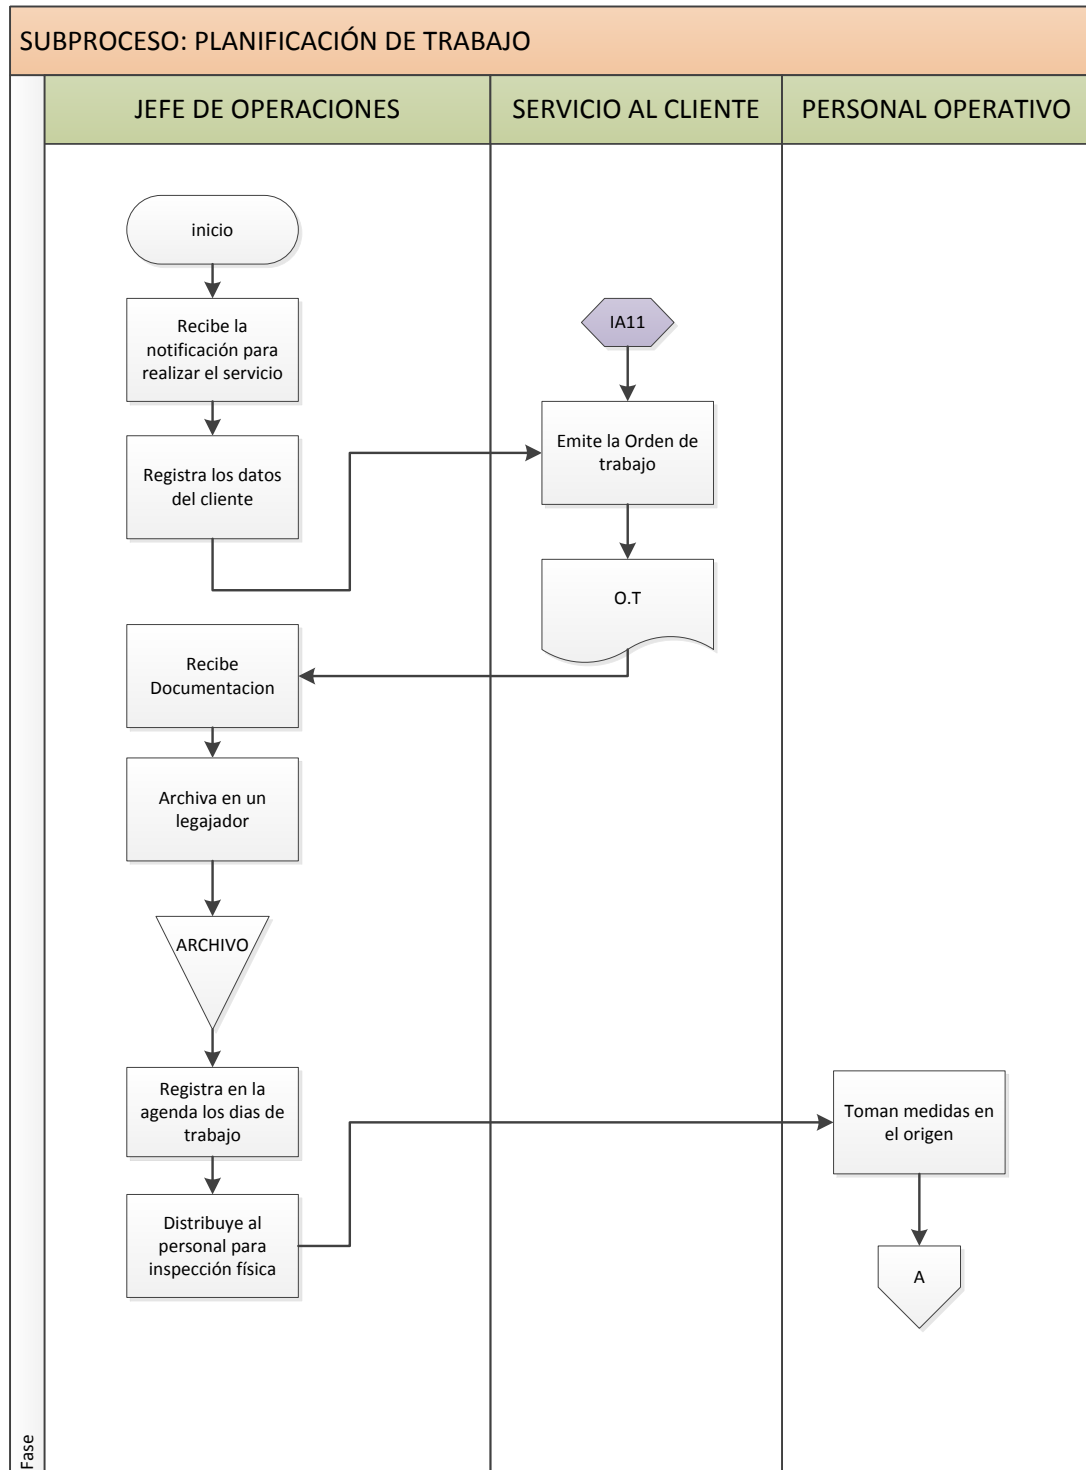 SUBPROCESO: PLANIFICACIÓN DE TRABAJO
JEFE DE OPERACIONES
SERVICIO AL CLIENTE
PERSONAL OPERATIVO
inicio
Recibe la
notificación para
realizar el servicio
IA11
Registra los datos
del cliente
Emite la Orden de
trabajo
O.T
Recibe
Documentacion
Archiva en un
legajador
ARCHIVO
Registra en la
agenda los dias de
trabajo
Toman medidas en
el origen
Distribuye al
personal para
inspección física
A
Fase